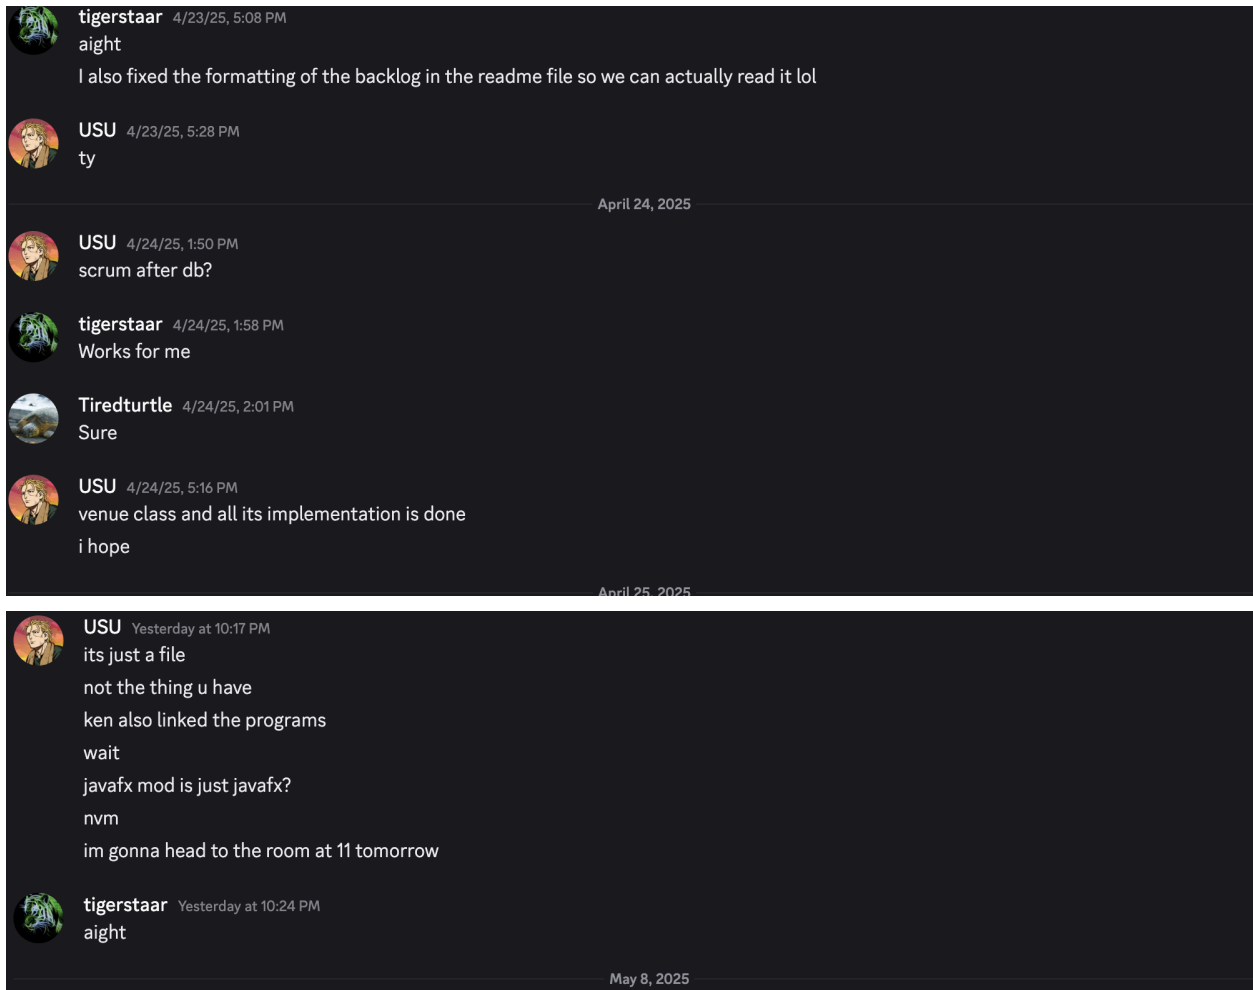 tigerstaar 4/23/25, 5:08 PM
aight
I also fixed the formatting of the backlog in the readme file so we can actually read it lol
USU 4/23/25, 5:28 PM
ty
April 24, 2025
USU 4/24/25, 1:50 PM
scrum after db?
tigerstaar 4/24/25, 1:58 PM
Works for me
Tiredturtle 4/24/25, 2:01 PM
Sure
USU 4/24/25, 5:16 PM
venue class and all its implementation is done
i hope
April 25, 2025
USU Yesterday at 10:17 PM
its just a file
not the thing u have
ken also linked the programs
wait
javafx mod is just javafx?
nvm
im gonna head to the room at 11 tomorrow
tigerstaar Yesterday at 10:24 PM
aight
May 8, 2025